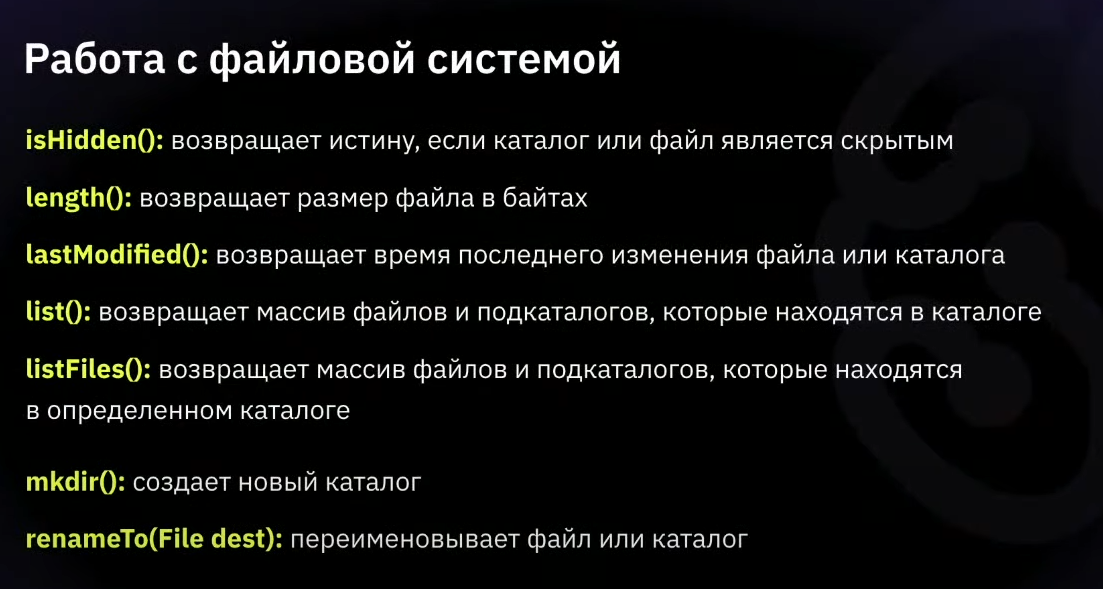 Работа с файловой системой
isHidden(): возвращает истину, если каталог или файл является скрытым
length(): возвращает размер файла в байтах
lastModified(): возвращает время последнего изменения файла или каталога
list(): возвращает массив файлов и подкаталогов, которые находятся в каталоге
listFiles(): возвращает массив файлов и подкаталогов, которые находятся
в определенном каталоге
mkdir(): создает новый каталог
renameTo(File dest): переименовывает файл или каталог